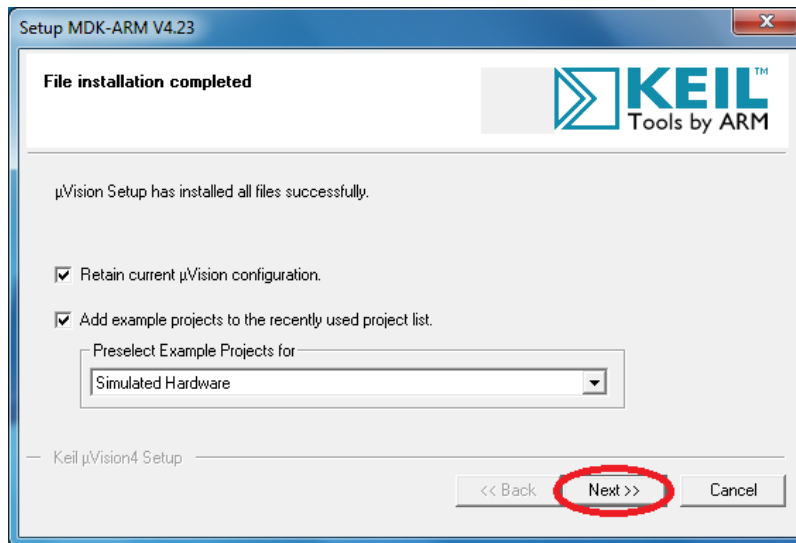 Setup MDK-ARM V4.23
File installation completed
KEIL™
Tools by ARM
µVision Setup has installed all files successfully.
Retain current µVision configuration.
Add example projects to the recently used project list.
Preselect Example Projects for
Simulated Hardware
Keil µVision4 Setup
<< Back Next >> Cancel